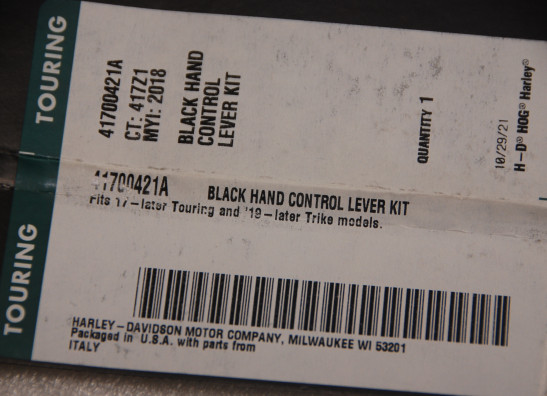 TOURING
41700421A
CT: 417Z1
MYI: 2018
BLACK HAND
CONTROL
LEVER KIT
QUANTITY 1
10/29/21
H-D® HOG® Harley®
41700421A BLACK HAND CONTROL LEVER KIT
Fits '17-later Touring and '19-later Trike models.
TOURING
HARLEY-DAVIDSON MOTOR COMPANY, MILWAUKEE WI 53201
Packaged in U.S.A. with parts from
ITALY